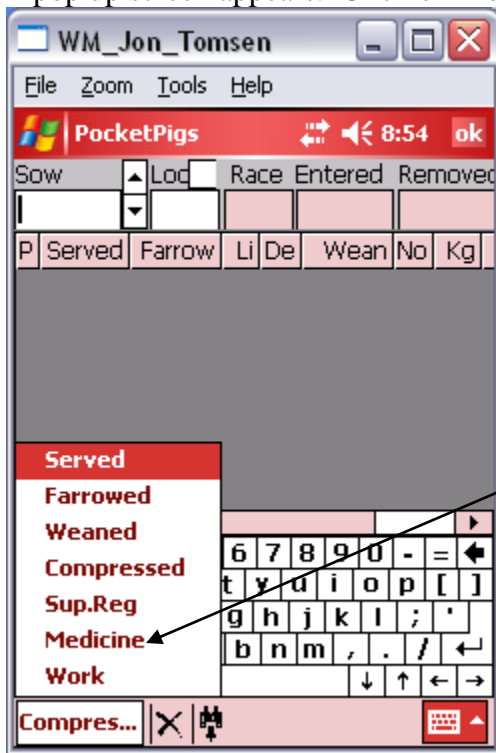 WM_Jon_Tomsen
File Zoom Tools Help
PocketPigs 8:54 ok
Sow Loc Race Entered Removed
P Served Farrow Li De Wean No Kg
Served
Farrowed
Weaned
Compressed
Sup.Reg
Medicine
Work
6 7 8 9 0 - =
t y u i o p [ ]
g h j k l ; '
b n m , . /
Compres...